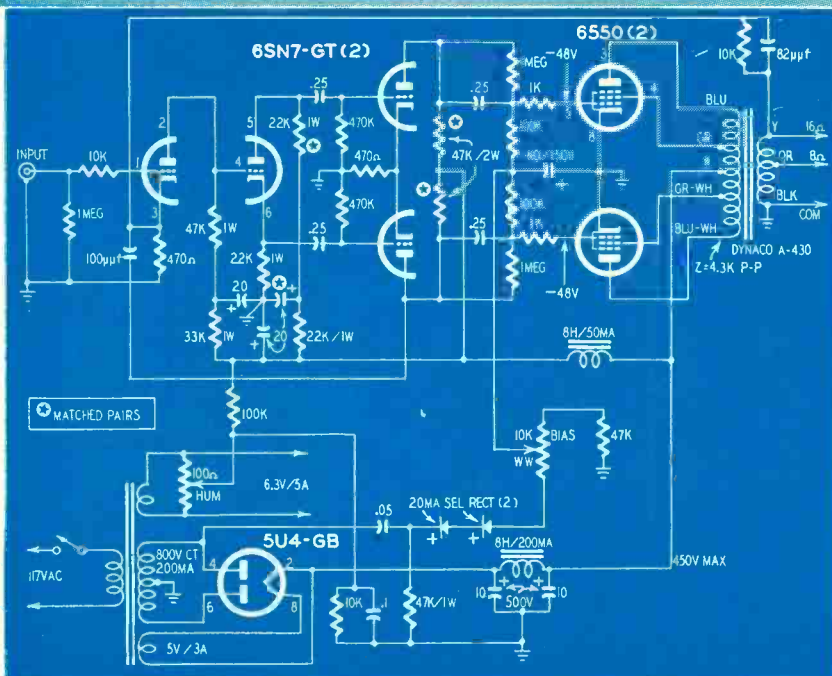 6SN7-GT(2)
6550(2)
10K
82µµf
.25
1MEG
-48V
BLU
2
5
22K
1W
470K
.25
1K
Y
16Ω
INPUT
10K
1
4
470Ω
47K/2W
100K
GR
OR
8Ω
8
3
6
470K
GR-WH
BLK
COM
1MEG
47K
1W
.25
1K
BLU-WH
100µµf
470Ω
22K
1W
1MEG
-48V
DYNACO A-430
Z=4.3K P-P
20
33K
1W
20
22K/1W
8H/50MA
MATCHED PAIRS
100K
10K
BIAS
WW
47K
100Ω
HUM
6.3V/5A
20MA SEL RECT (2)
.05
5U4-GB
8H/200MA
117VAC
800V CT
200MA
4
2
450V MAX
6
8
10K
.1
47K/1W
10
500V
10
5V/3A